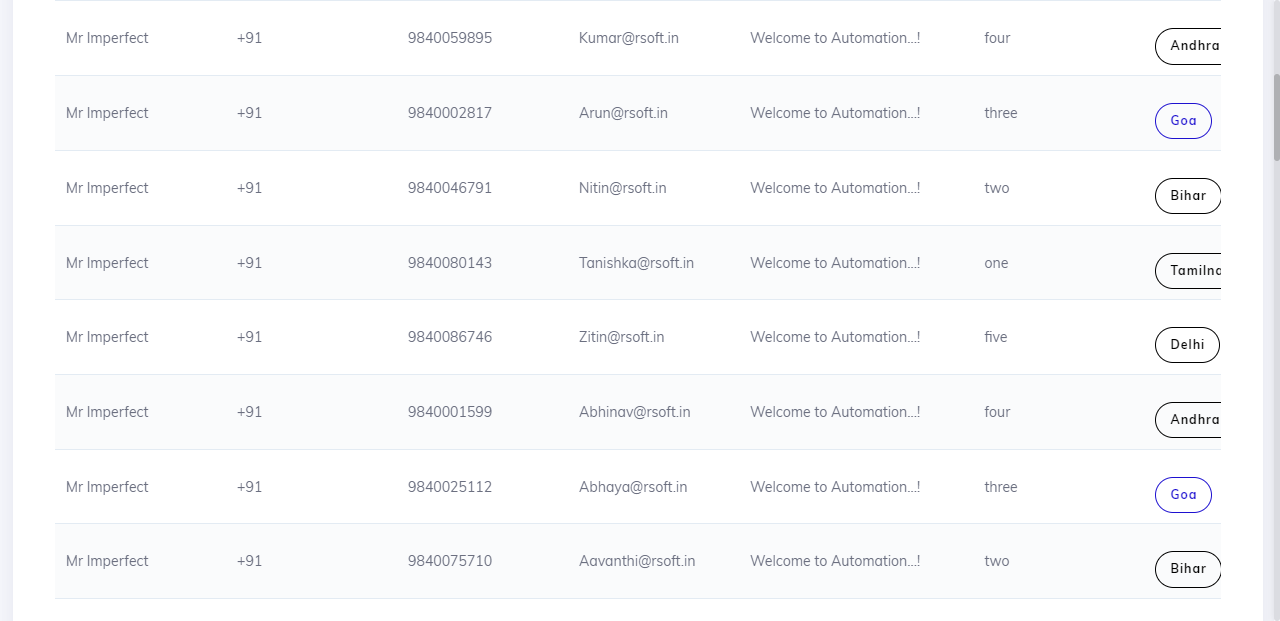 Mr Imperfect +91 9840059895 Kumar@rsoft.in Welcome to Automation...! four Andhra
Mr Imperfect +91 9840002817 Arun@rsoft.in Welcome to Automation...! three Goa
Mr Imperfect +91 9840046791 Nitin@rsoft.in Welcome to Automation...! two Bihar
Mr Imperfect +91 9840080143 Tanishka@rsoft.in Welcome to Automation...! one
Mr Imperfect +91 9840086746 Zitin@rsoft.in Welcome to Automation...! five Delhi
Mr Imperfect +91 9840001599 Abhinav@rsoft.in Welcome to Automation...! four Andhra
Mr Imperfect +91 9840025112 Abhaya@rsoft.in Welcome to Automation...! three Goa
Mr Imperfect +91 9840075710 Aavanthi@rsoft.in Welcome to Automation...! two Bihar